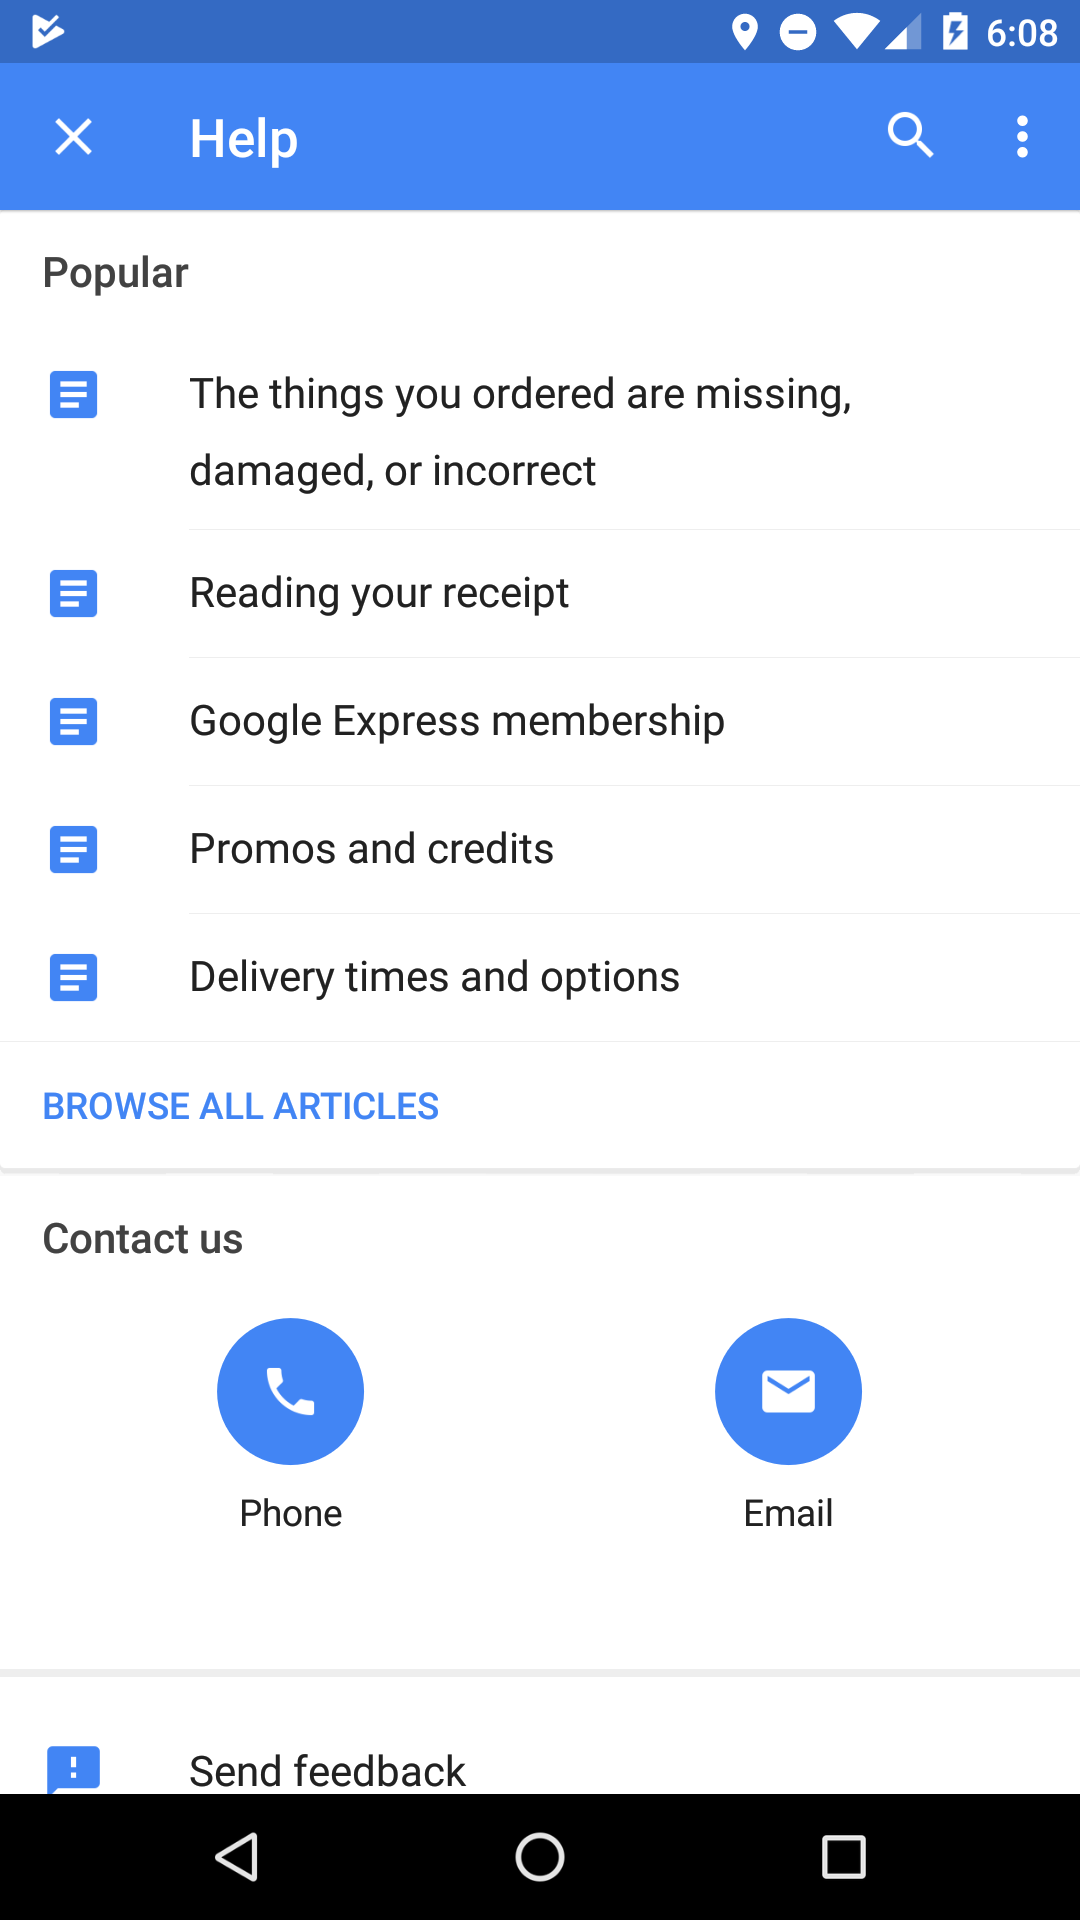 6:08
Help
Popular
The things you ordered are missing,
damaged, or incorrect
Reading your receipt
Google Express membership
Promos and credits
Delivery times and options
BROWSE ALL ARTICLES
Contact us
Phone
Email
Send feedback